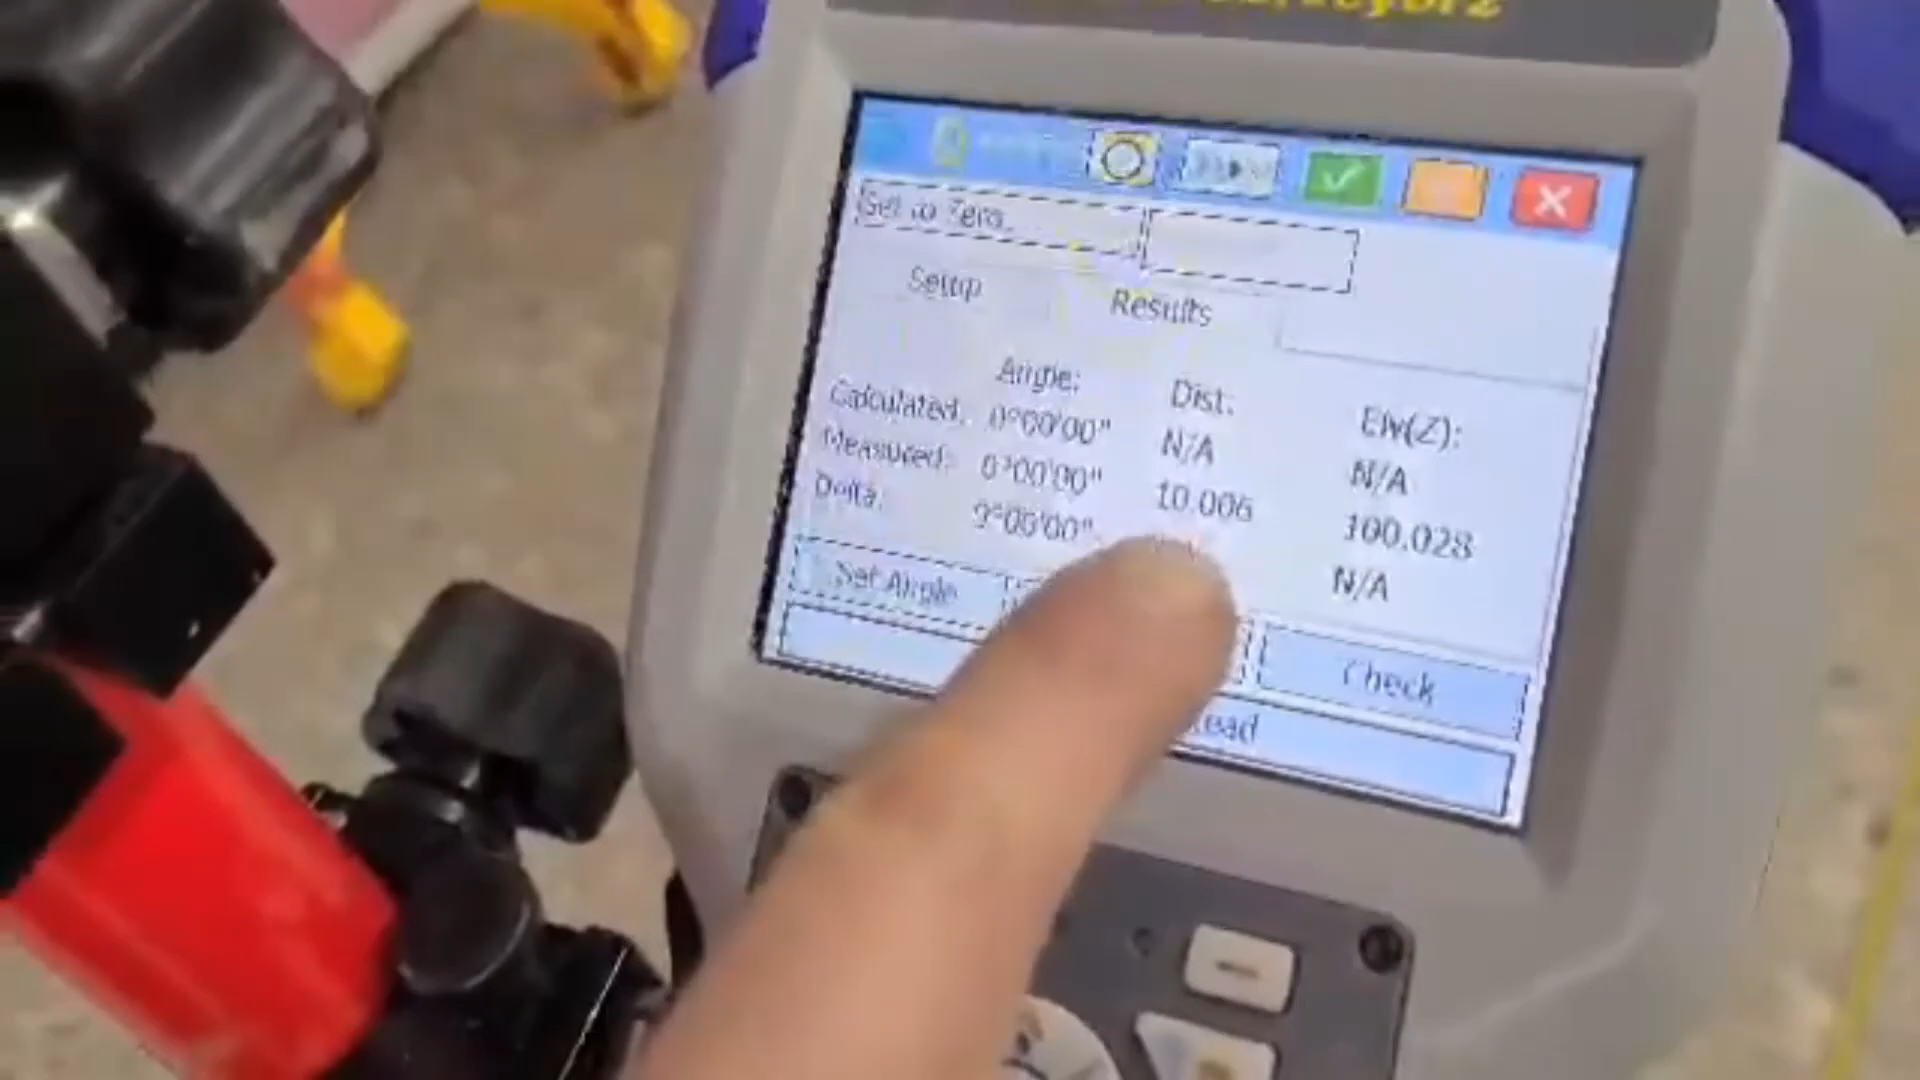 Set to Zero
Setup Results
Angle: Dist: Elv(Z):
Calculated: 0°00'00" N/A N/A
Measured: 0°00'00" 10.006 100.028
Delta: 0°00'00" N/A
Set Angle Check